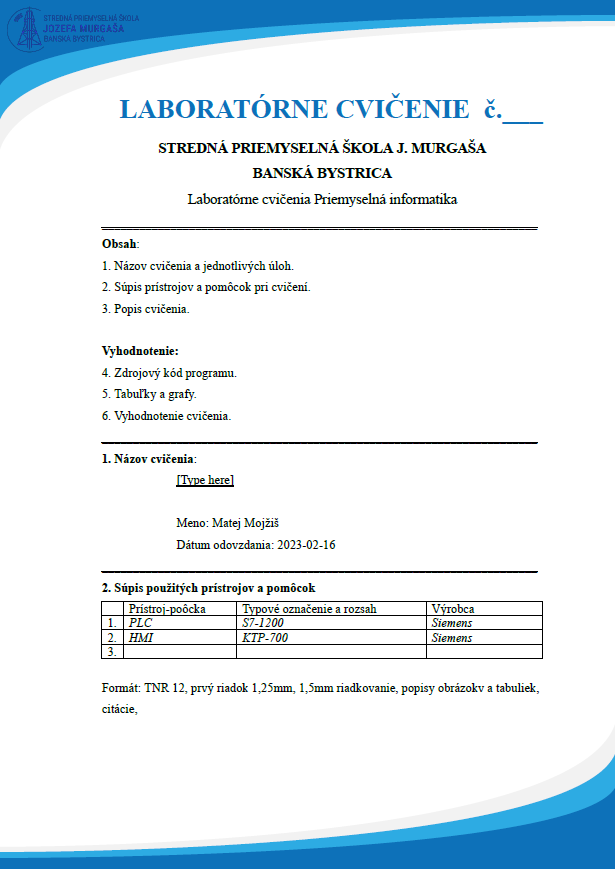 STREDNÁ PRIEMYSELNÁ ŠKOLA
JOZEFA MURGAŠA
BANSKÁ BYSTRICA
LABORATÓRNE CVIČENIE č.___
STREDNÁ PRIEMYSELNÁ ŠKOLA J. MURGAŠA
BANSKÁ BYSTRICA
Laboratórne cvičenia Priemyselná informatika
Obsah:
1. Názov cvičenia a jednotlivých úloh.
2. Súpis prístrojov a pomôcok pri cvičení.
3. Popis cvičenia.
Vyhodnotenie:
4. Zdrojový kód programu.
5. Tabuľky a grafy.
6. Vyhodnotenie cvičenia.
1. Názov cvičenia:
[Type here]
Meno: Matej Mojžiš
Dátum odovzdania: 2023-02-16
2. Súpis použitých prístrojov a pomôcok
Prístroj-poôcka Typové označenie a rozsah Výrobca
1. PLC S7-1200 Siemens
2. HMI KTP-700 Siemens
3.
Formát: TNR 12, prvý riadok 1,25mm, 1,5mm riadkovanie, popisy obrázokv a tabuliek,
citácie,